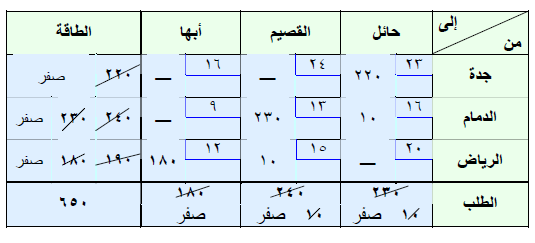 إلى من حائل القصيم أبها الطاقة
جدة ٢٣ ٢٢٠ ٢٤ — ١٦ — ٢٢٠ صفر
الدمام ١٦ ١٠ ١٣ ٢٣٠ ٩ — ٢٤٠ ٢٣٠ صفر
الرياض ٢٠ — ١٥ ١٠ ١٢ ١٨٠ ١٩٠ ١٨٠ صفر
الطلب ٢٣٠ ٢٤٠ ١٨٠ ٦٥٠
١٠ صفر ١٠ صفر صفر